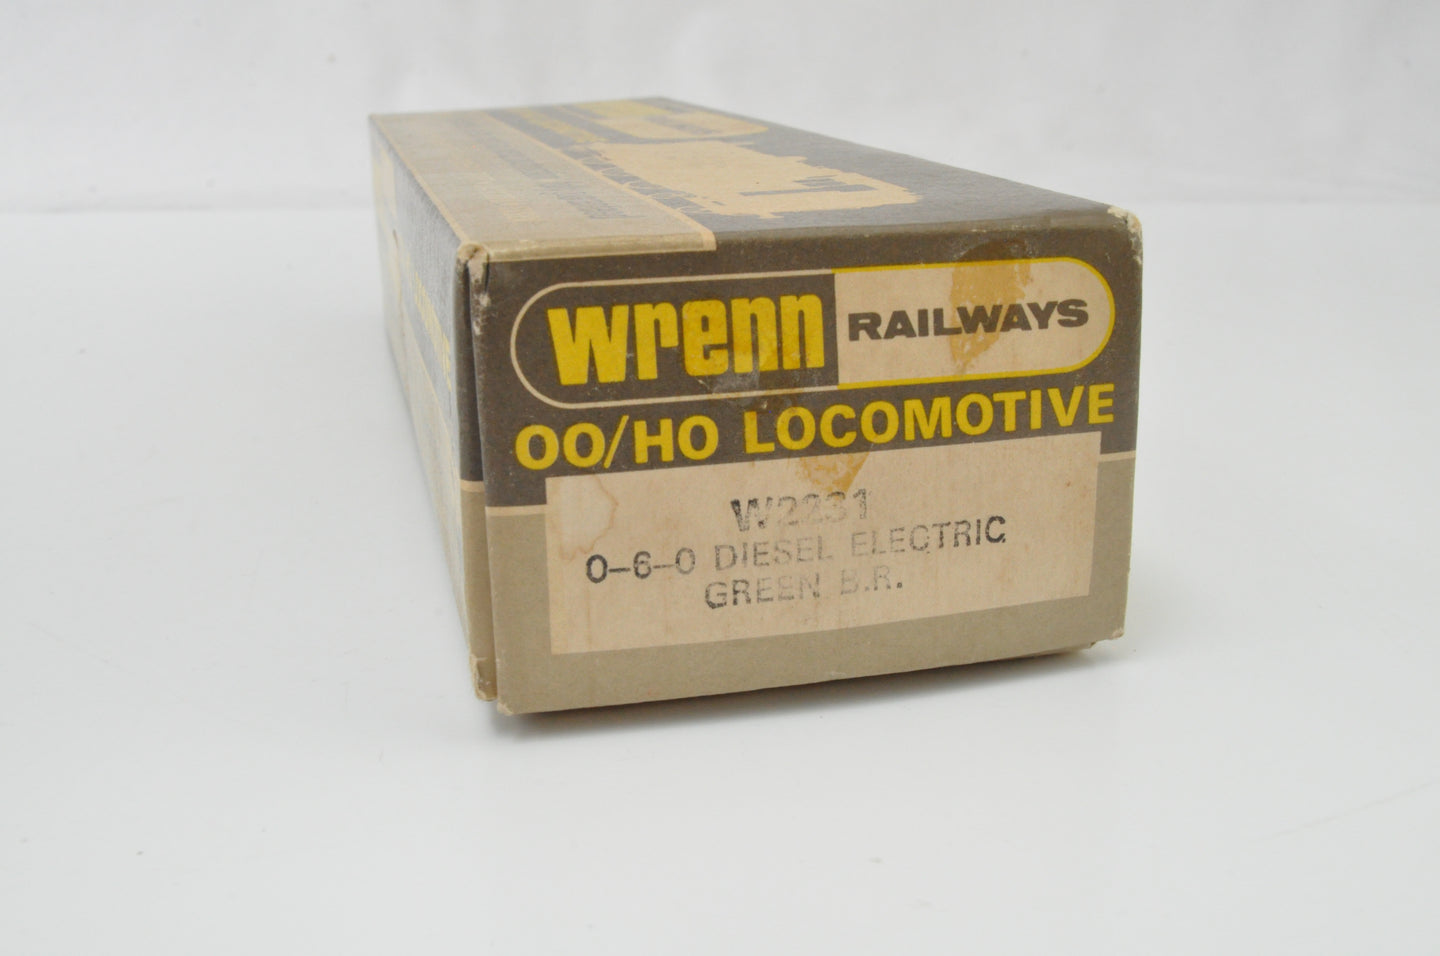 wrenn RAILWAYS
OO/HO LOCOMOTIVE
W2231
0-6-0 DIESEL ELECTRIC
GREEN B.R.